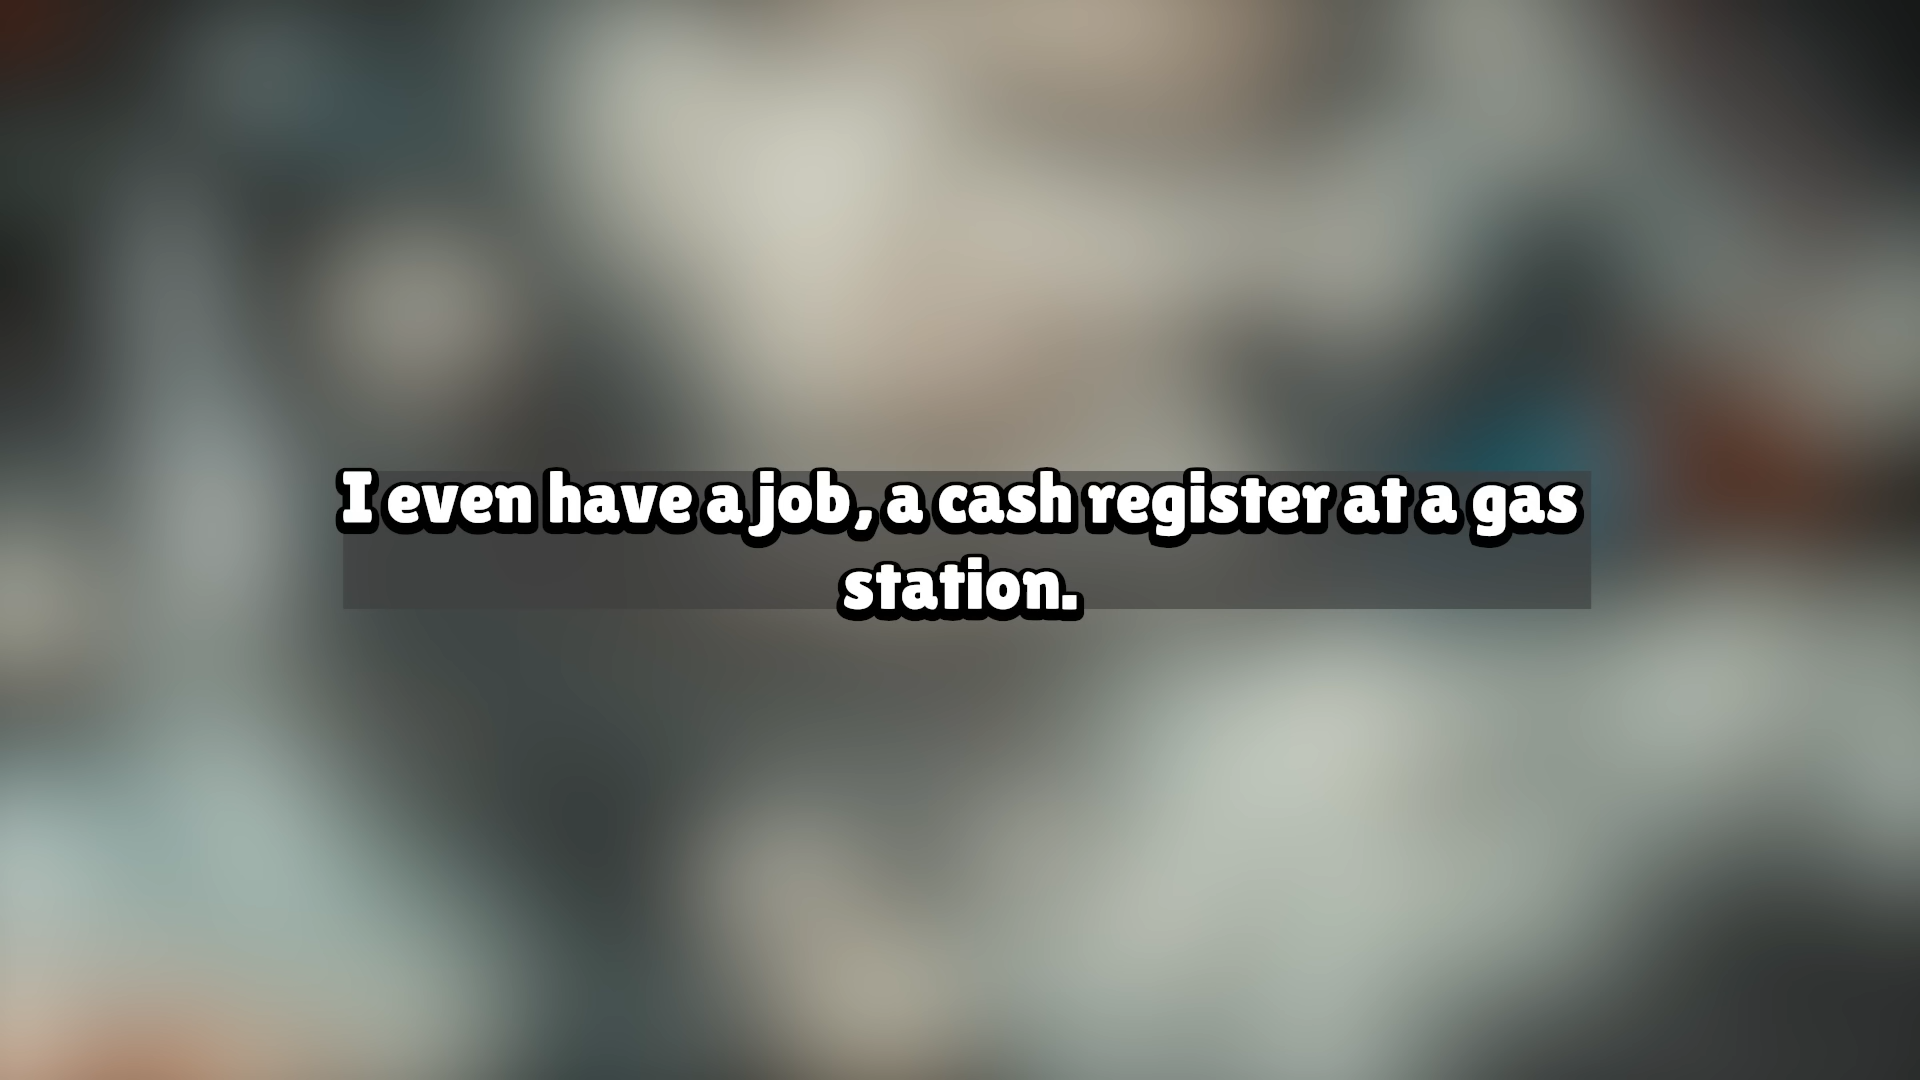 I even have a job, a cash register at a gas
station.